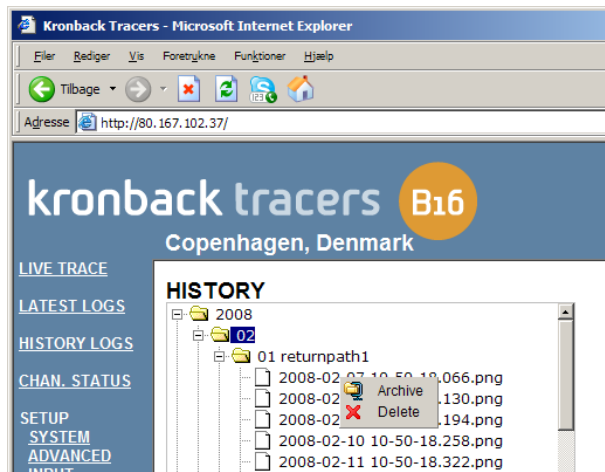 Kronback Tracers - Microsoft Internet Explorer
Filer Rediger Vis Foretrukne Funktioner Hjælp
Tilbage
Adresse http://80.167.102.37/
kronback tracers B16
Copenhagen, Denmark
LIVE TRACE
LATEST LOGS
HISTORY LOGS
CHAN. STATUS
SETUP
SYSTEM
ADVANCED
INPUT
HISTORY
2008
02
01 returnpath1
2008-02-07 10-50-18.066.png
2008-02 .130.png
2008-02 .194.png
2008-02-10 10-50-18.258.png
2008-02-11 10-50-18.322.png
Archive
Delete